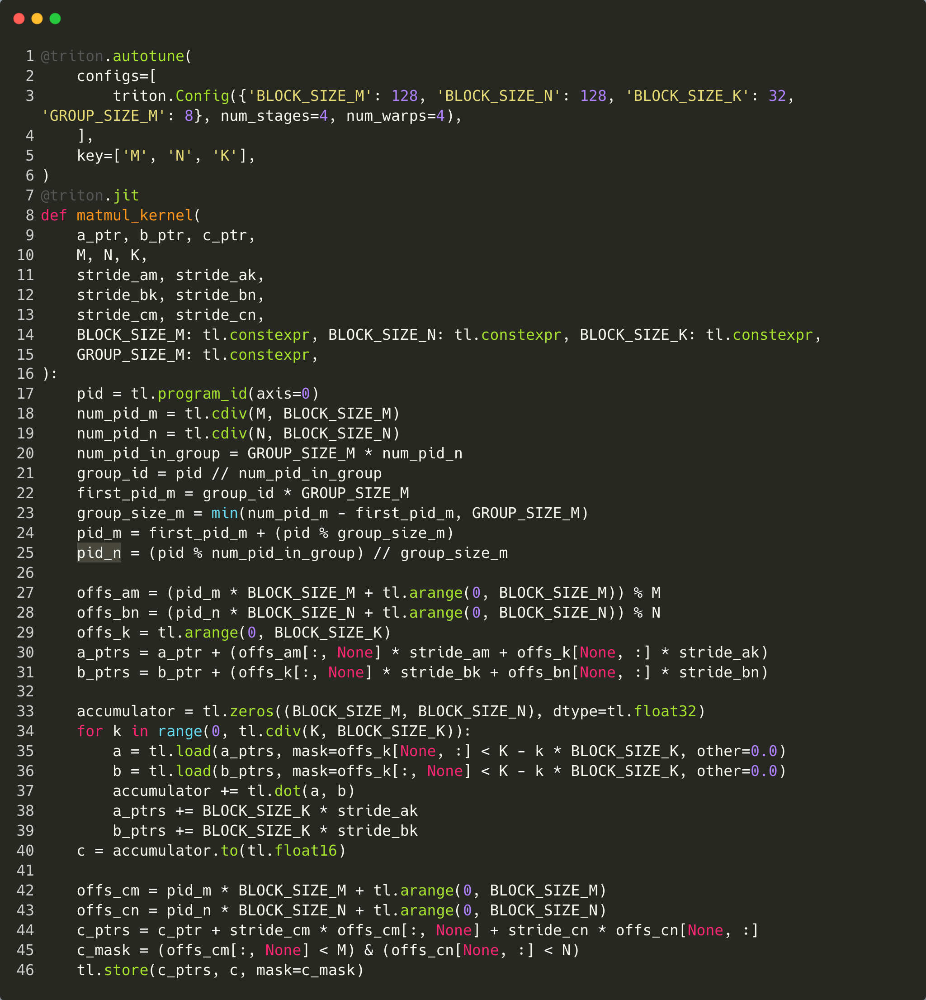 1 @triton.autotune(
2     configs=[
3         triton.Config({'BLOCK_SIZE_M': 128, 'BLOCK_SIZE_N': 128, 'BLOCK_SIZE_K': 32,
'GROUP_SIZE_M': 8}, num_stages=4, num_warps=4),
4     ],
5     key=['M', 'N', 'K'],
6 )
7 @triton.jit
8 def matmul_kernel(
9     a_ptr, b_ptr, c_ptr,
10     M, N, K,
11     stride_am, stride_ak,
12     stride_bk, stride_bn,
13     stride_cm, stride_cn,
14     BLOCK_SIZE_M: tl.constexpr, BLOCK_SIZE_N: tl.constexpr, BLOCK_SIZE_K: tl.constexpr,
15     GROUP_SIZE_M: tl.constexpr,
16 ):
17     pid = tl.program_id(axis=0)
18     num_pid_m = tl.cdiv(M, BLOCK_SIZE_M)
19     num_pid_n = tl.cdiv(N, BLOCK_SIZE_N)
20     num_pid_in_group = GROUP_SIZE_M * num_pid_n
21     group_id = pid // num_pid_in_group
22     first_pid_m = group_id * GROUP_SIZE_M
23     group_size_m = min(num_pid_m - first_pid_m, GROUP_SIZE_M)
24     pid_m = first_pid_m + (pid % group_size_m)
25     pid_n = (pid % num_pid_in_group) // group_size_m
26
27     offs_am = (pid_m * BLOCK_SIZE_M + tl.arange(0, BLOCK_SIZE_M)) % M
28     offs_bn = (pid_n * BLOCK_SIZE_N + tl.arange(0, BLOCK_SIZE_N)) % N
29     offs_k = tl.arange(0, BLOCK_SIZE_K)
30     a_ptrs = a_ptr + (offs_am[:, None] * stride_am + offs_k[None, :] * stride_ak)
31     b_ptrs = b_ptr + (offs_k[:, None] * stride_bk + offs_bn[None, :] * stride_bn)
32
33     accumulator = tl.zeros((BLOCK_SIZE_M, BLOCK_SIZE_N), dtype=tl.float32)
34     for k in range(0, tl.cdiv(K, BLOCK_SIZE_K)):
35         a = tl.load(a_ptrs, mask=offs_k[None, :] < K - k * BLOCK_SIZE_K, other=0.0)
36         b = tl.load(b_ptrs, mask=offs_k[:, None] < K - k * BLOCK_SIZE_K, other=0.0)
37         accumulator += tl.dot(a, b)
38         a_ptrs += BLOCK_SIZE_K * stride_ak
39         b_ptrs += BLOCK_SIZE_K * stride_bk
40     c = accumulator.to(tl.float16)
41
42     offs_cm = pid_m * BLOCK_SIZE_M + tl.arange(0, BLOCK_SIZE_M)
43     offs_cn = pid_n * BLOCK_SIZE_N + tl.arange(0, BLOCK_SIZE_N)
44     c_ptrs = c_ptr + stride_cm * offs_cm[:, None] + stride_cn * offs_cn[None, :]
45     c_mask = (offs_cm[:, None] < M) & (offs_cn[None, :] < N)
46     tl.store(c_ptrs, c, mask=c_mask)